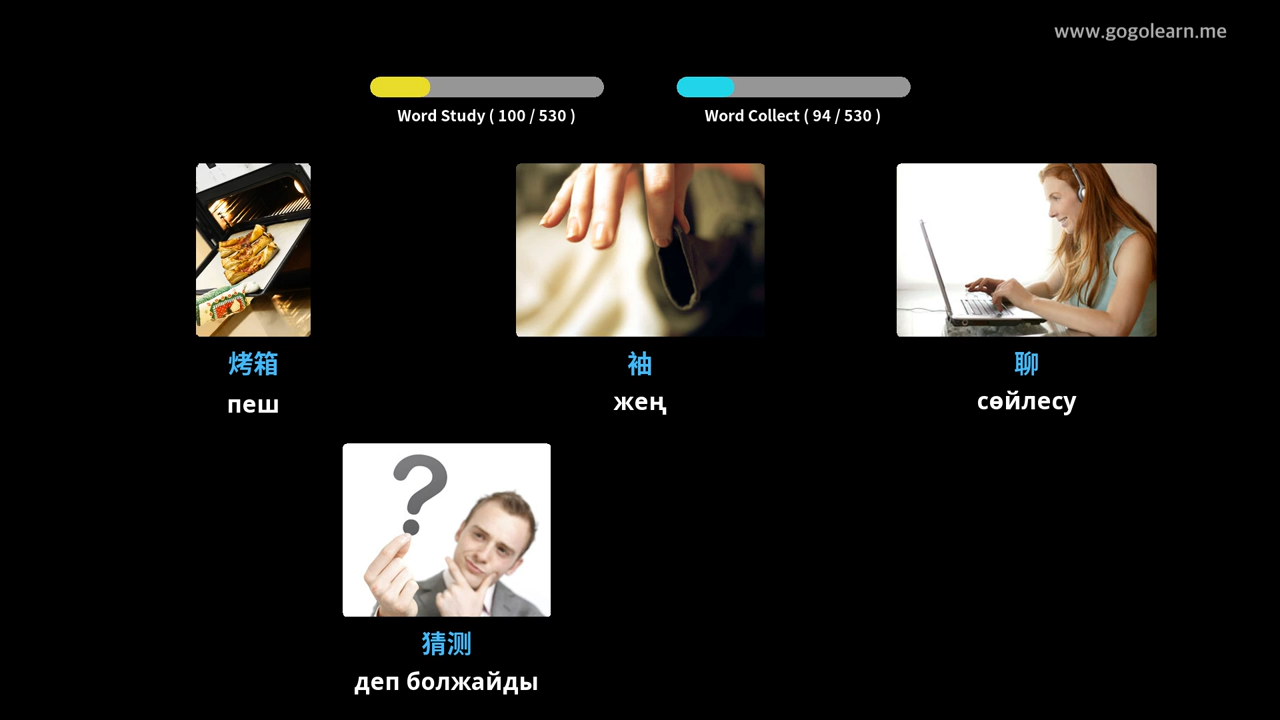 www.gogolearn.me
Word Study ( 100 / 530 )
Word Collect ( 94 / 530 )
烤箱
пеш
袖
жең
聊
сөйлесу
猜测
деп болжайды